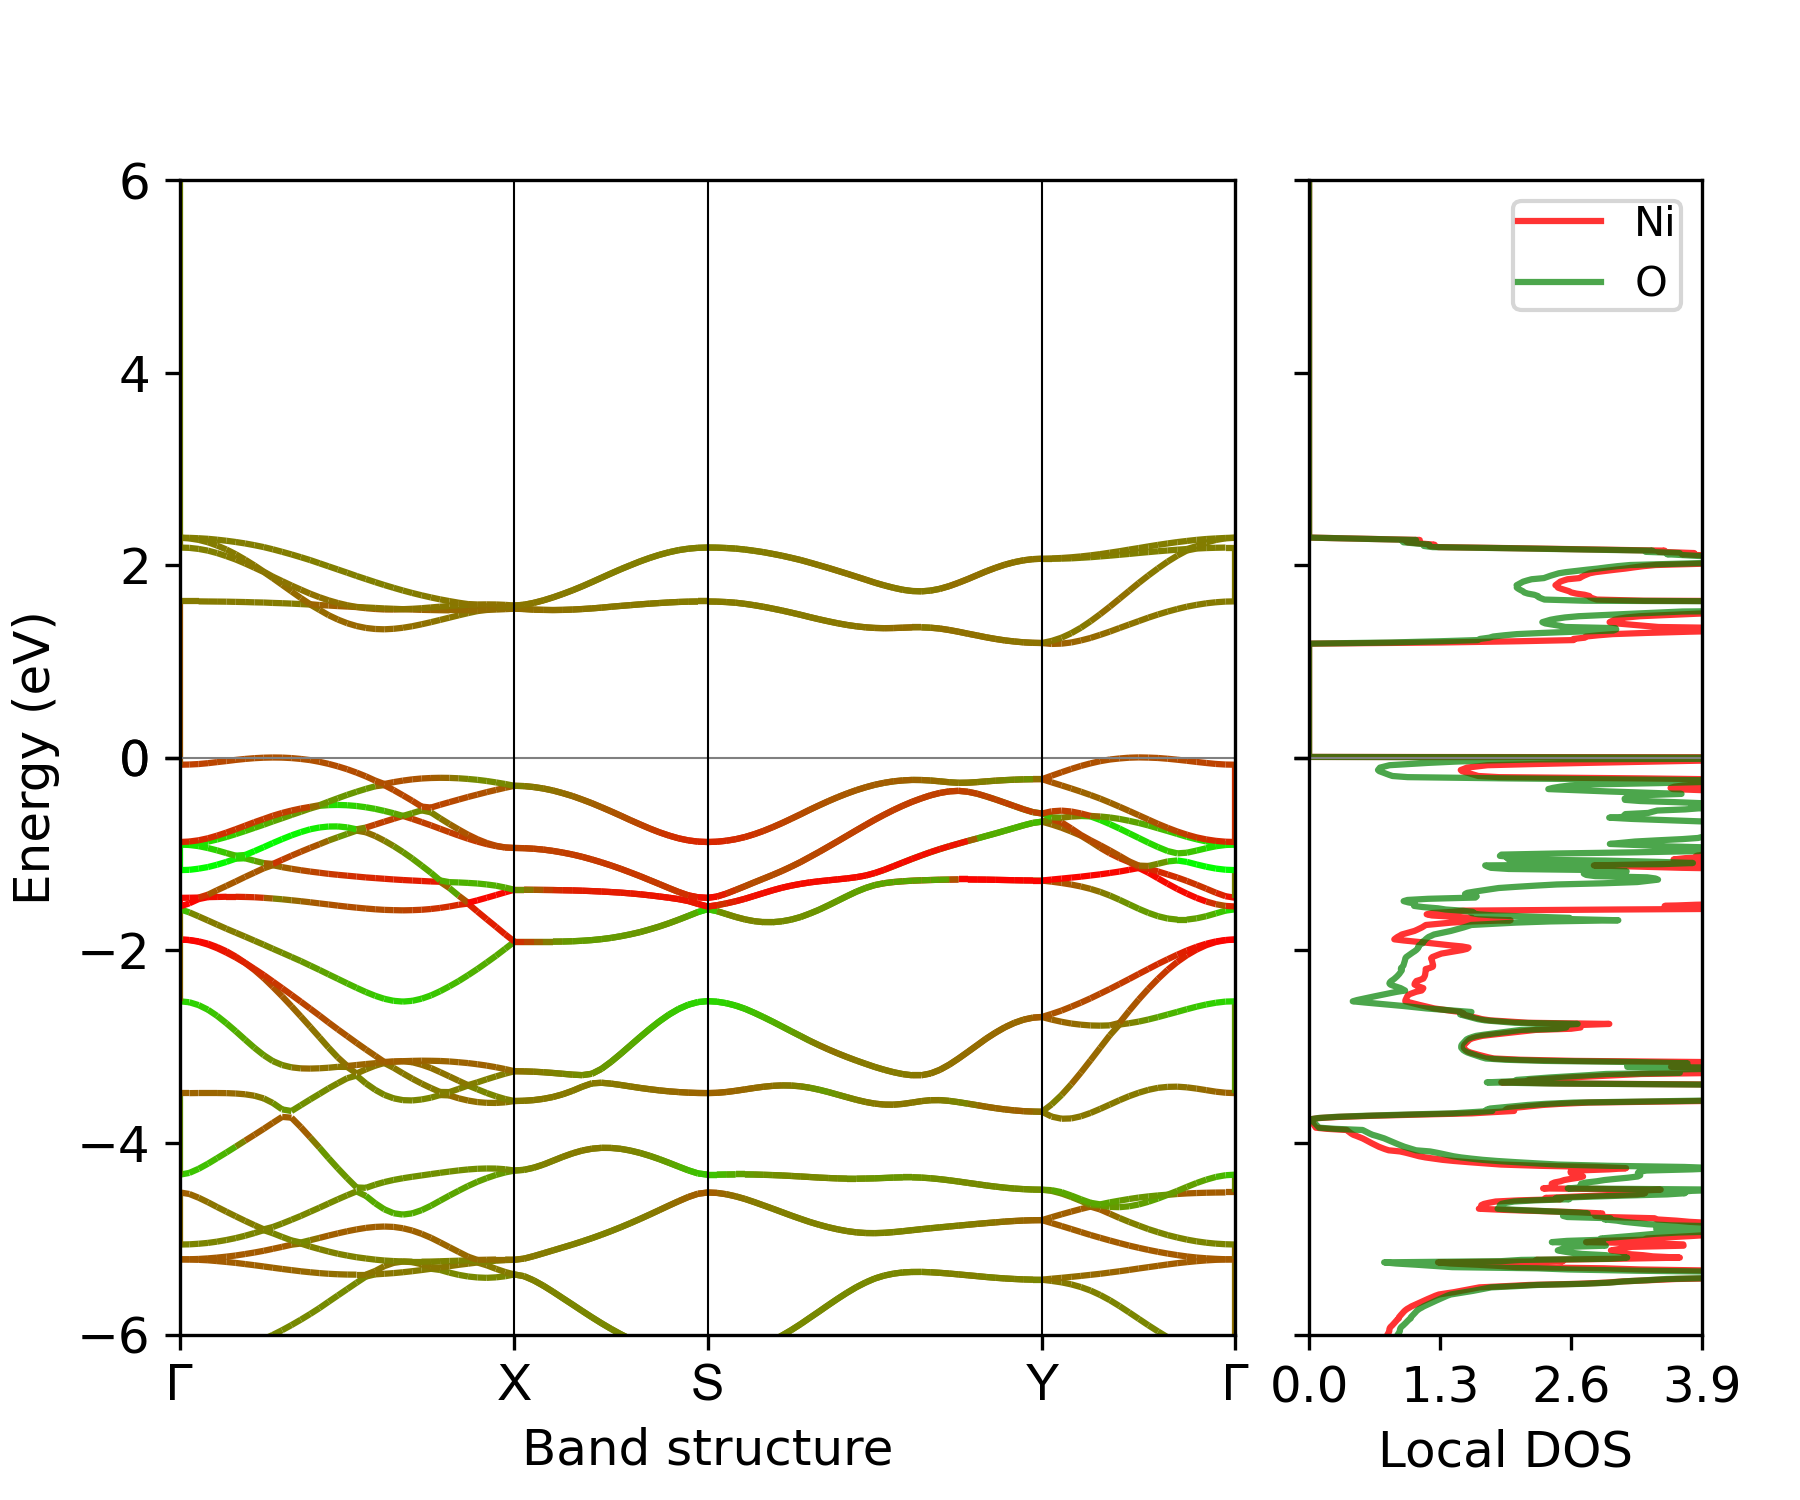 6
4
2
0
−2
−4
−6
Energy (eV)
Γ X S Y Γ
Band structure
Ni
O
0.0 1.3 2.6 3.9
Local DOS